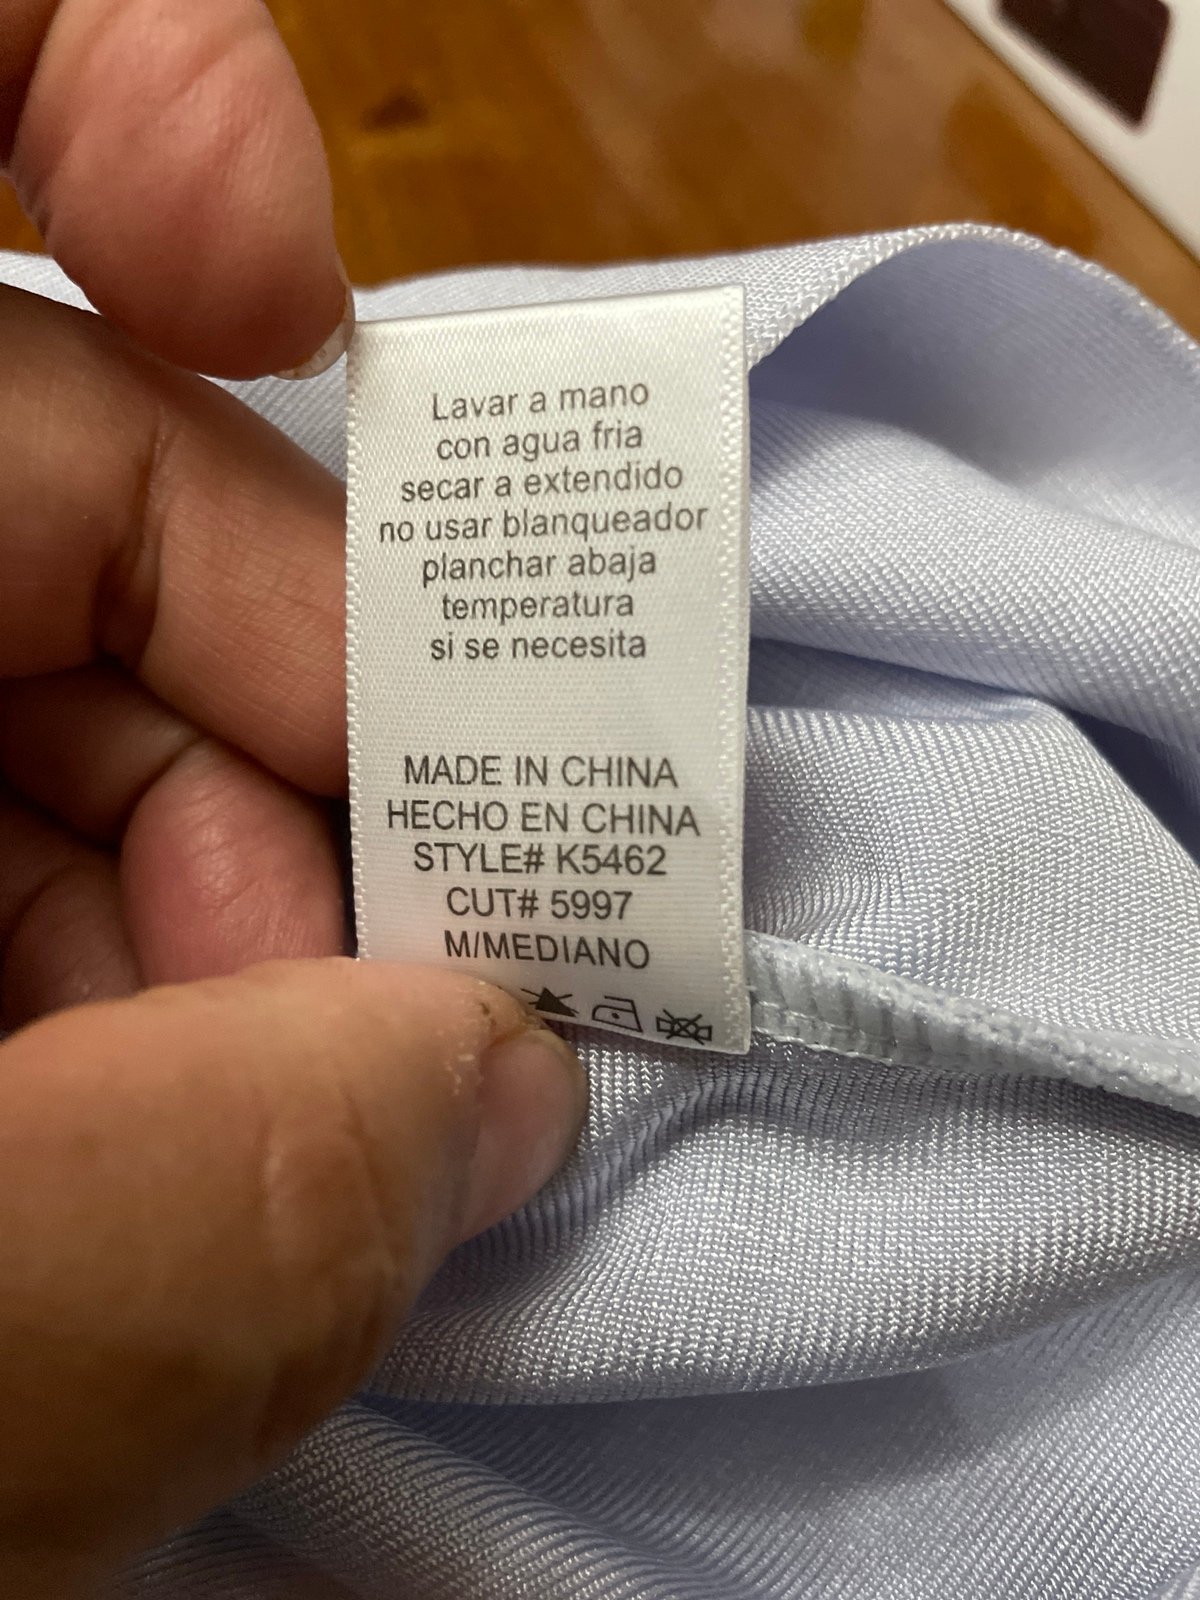 Lavar a mano
con agua fria
secar a extendido
no usar blanqueador
planchar abaja
temperatura
si se necesita
MADE IN CHINA
HECHO EN CHINA
STYLE# K5462
CUT# 5997
M/MEDIANO